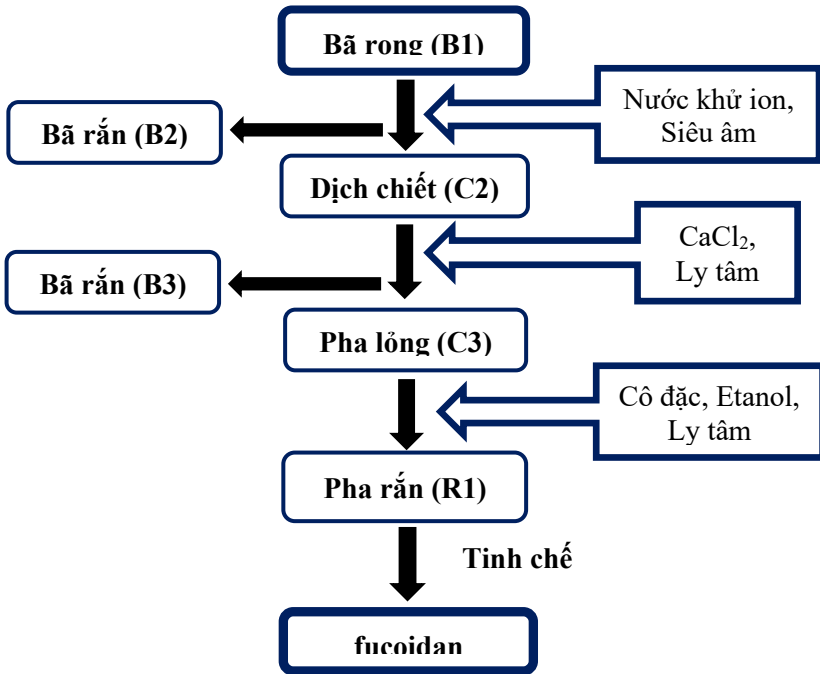 Bã rong (B1)
Nước khử ion,
Siêu âm
Bã rắn (B2)
Dịch chiết (C2)
CaCl₂,
Ly tâm
Bã rắn (B3)
Pha lỏng (C3)
Cô đặc, Etanol,
Ly tâm
Pha rắn (R1)
Tinh chế
fucoidan